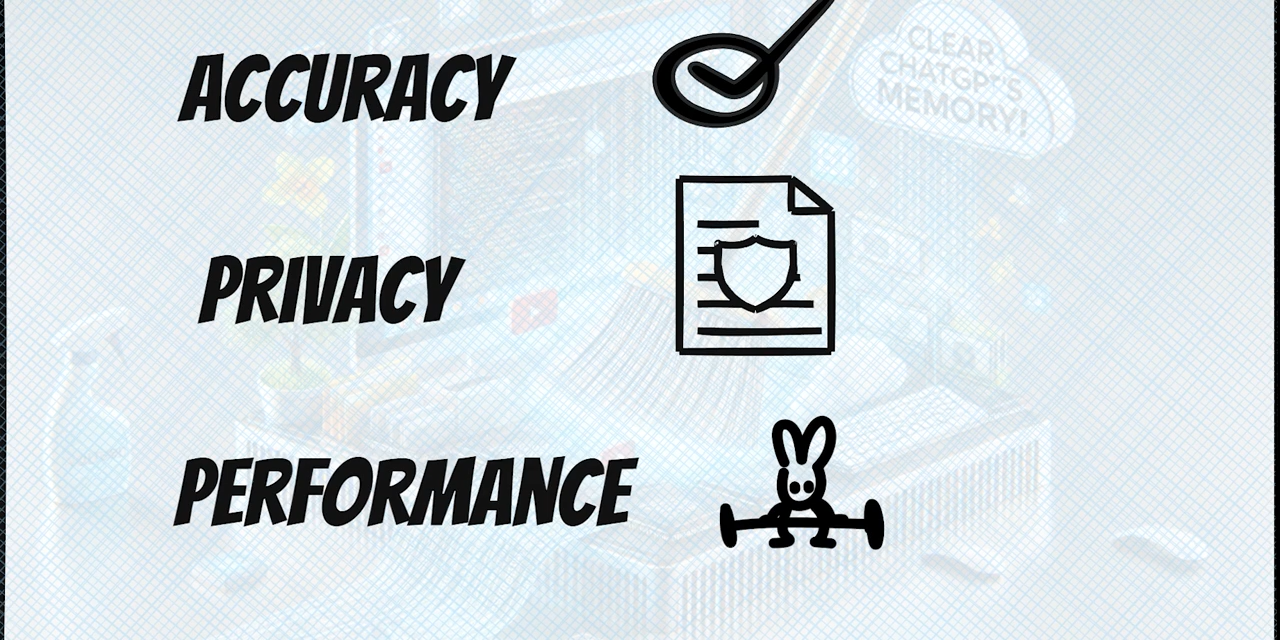 ACCURACY
CLEAR
CHATGPT'S
MEMORY!
PRIVACY
PERFORMANCE